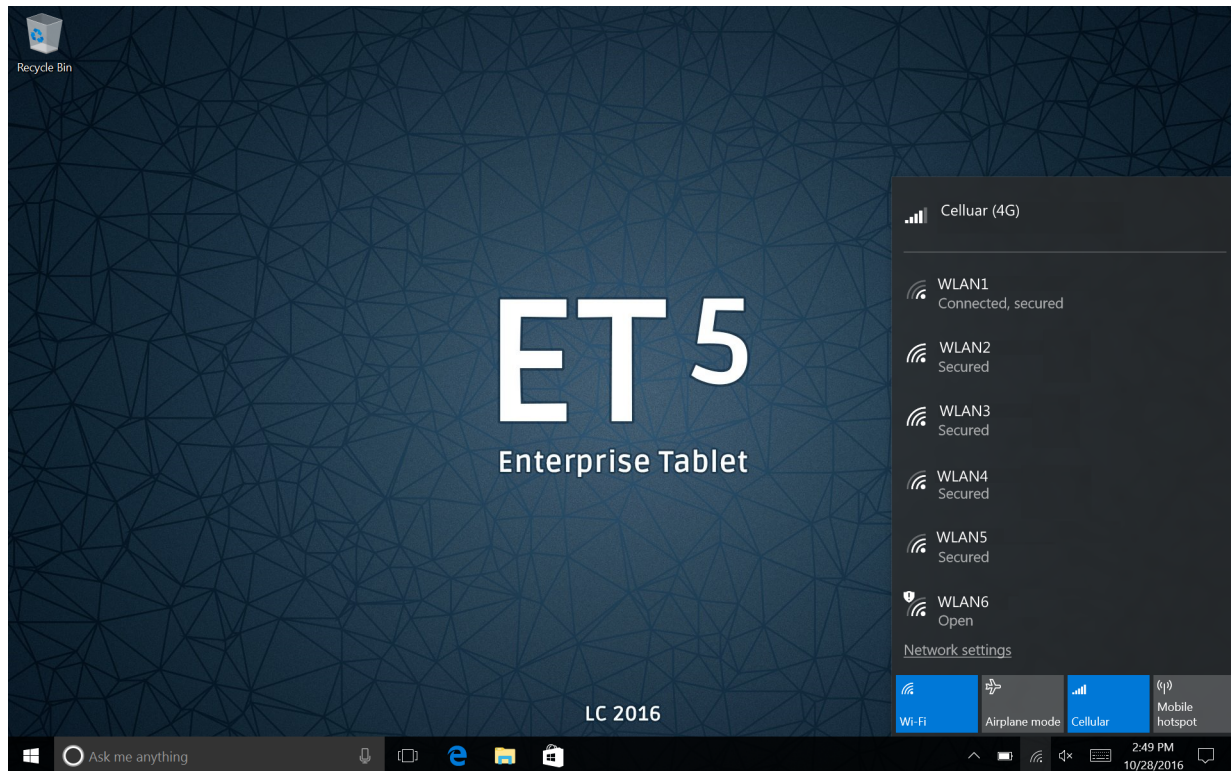 Recycle Bin
ET5
Enterprise Tablet
LC 2016
Celluar (4G)
WLAN1
Connected, secured
WLAN2
Secured
WLAN3
Secured
WLAN4
Secured
WLAN5
Secured
WLAN6
Open
Network settings
Wi-Fi
Airplane mode
Cellular
Mobile
hotspot
Ask me anything
2:49 PM
10/28/2016